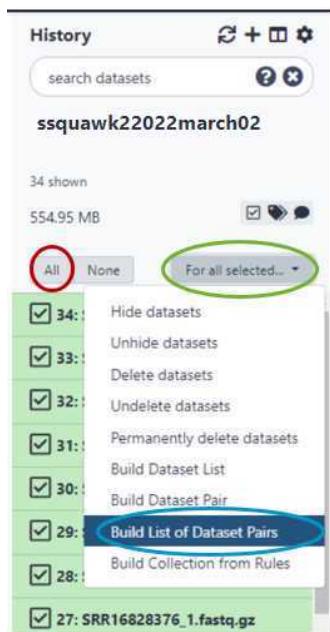 History
search datasets
ssquawk22022march02
34 shown
554.95 MB
All None For all selected...
34: S
Hide datasets
33: S
Unhide datasets
Delete datasets
32: S
Undelete datasets
31: S
Permanently delete datasets
30: S
Build Dataset List
Build Dataset Pair
29: S
Build List of Dataset Pairs
28: S
Build Collection from Rules
27: SRR16828376_1.fastq.gz